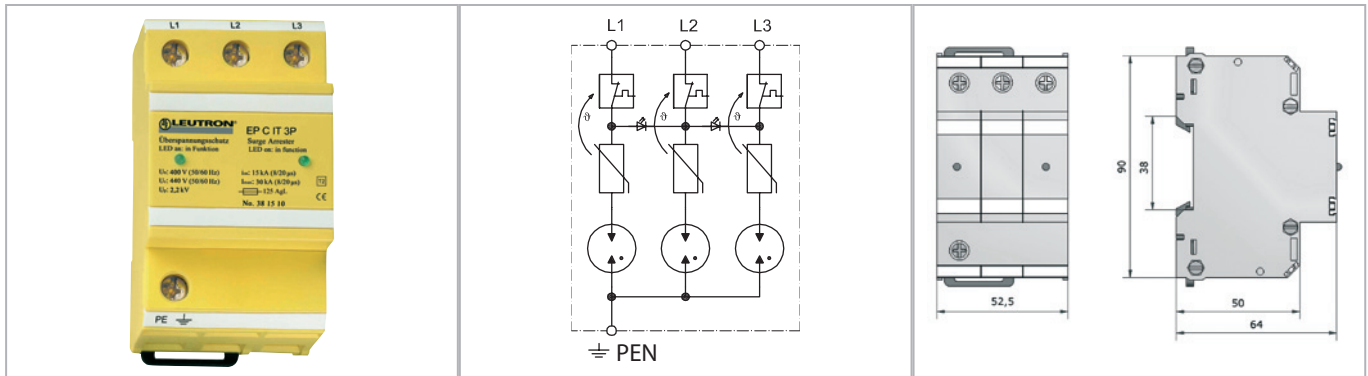 L1 L2 L3
LEUTRON®
EP C IT 3P
Überspannungsschutz
LED an: in Funktion
Surge Arrester
LED on: in function
Uₙ: 400 V (50/60 Hz)
U꜀: 440 V (50/60 Hz)
Uₚ: 2,2 kV
iₛₙ: 15 kA (8/20 µs)
iₘₐₓ: 30 kA (8/20 µs)
125 AgL
No. 38 15 10
CE
PE
L1 L2 L3
ϑ ϑ ϑ
PEN
90
38
52,5
50
64